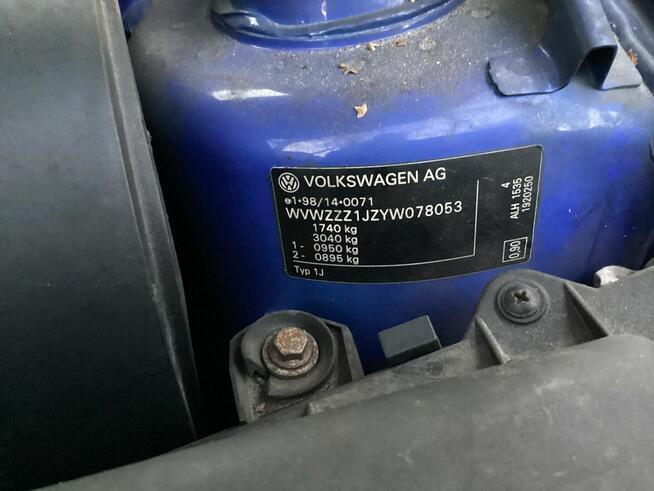 VOLKSWAGEN AG
e1*98/14*0071
WVWZZZ1JZYW078053
1740 kg
3040 kg
1- 0950 kg
2- 0895 kg
Typ 1J
4
ALH 1535
1920250
0,90